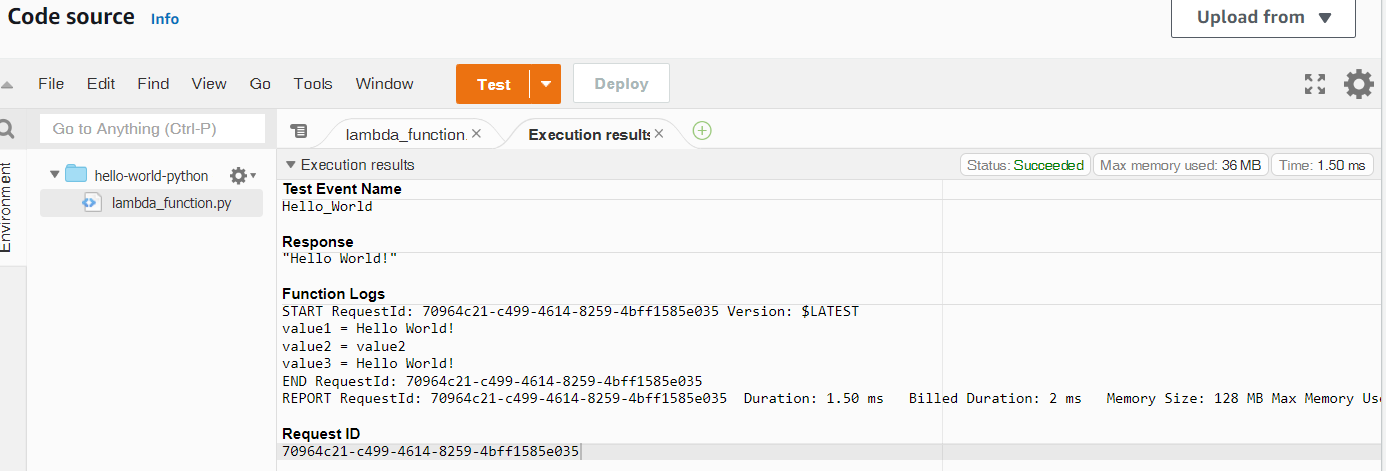 Code source Info
Upload from
File Edit Find View Go Tools Window Test Deploy
Go to Anything (Ctrl-P)
lambda_function. Execution results
Environment
Execution results Status: Succeeded Max memory used: 36 MB Time: 1.50 ms
hello-world-python
lambda_function.py
Test Event Name
Hello_World
Response
"Hello World!"
Function Logs
START RequestId: 70964c21-c499-4614-8259-4bff1585e035 Version: $LATEST
value1 = Hello World!
value2 = value2
value3 = Hello World!
END RequestId: 70964c21-c499-4614-8259-4bff1585e035
REPORT RequestId: 70964c21-c499-4614-8259-4bff1585e035 Duration: 1.50 ms Billed Duration: 2 ms Memory Size: 128 MB Max Memory Use
Request ID
70964c21-c499-4614-8259-4bff1585e035